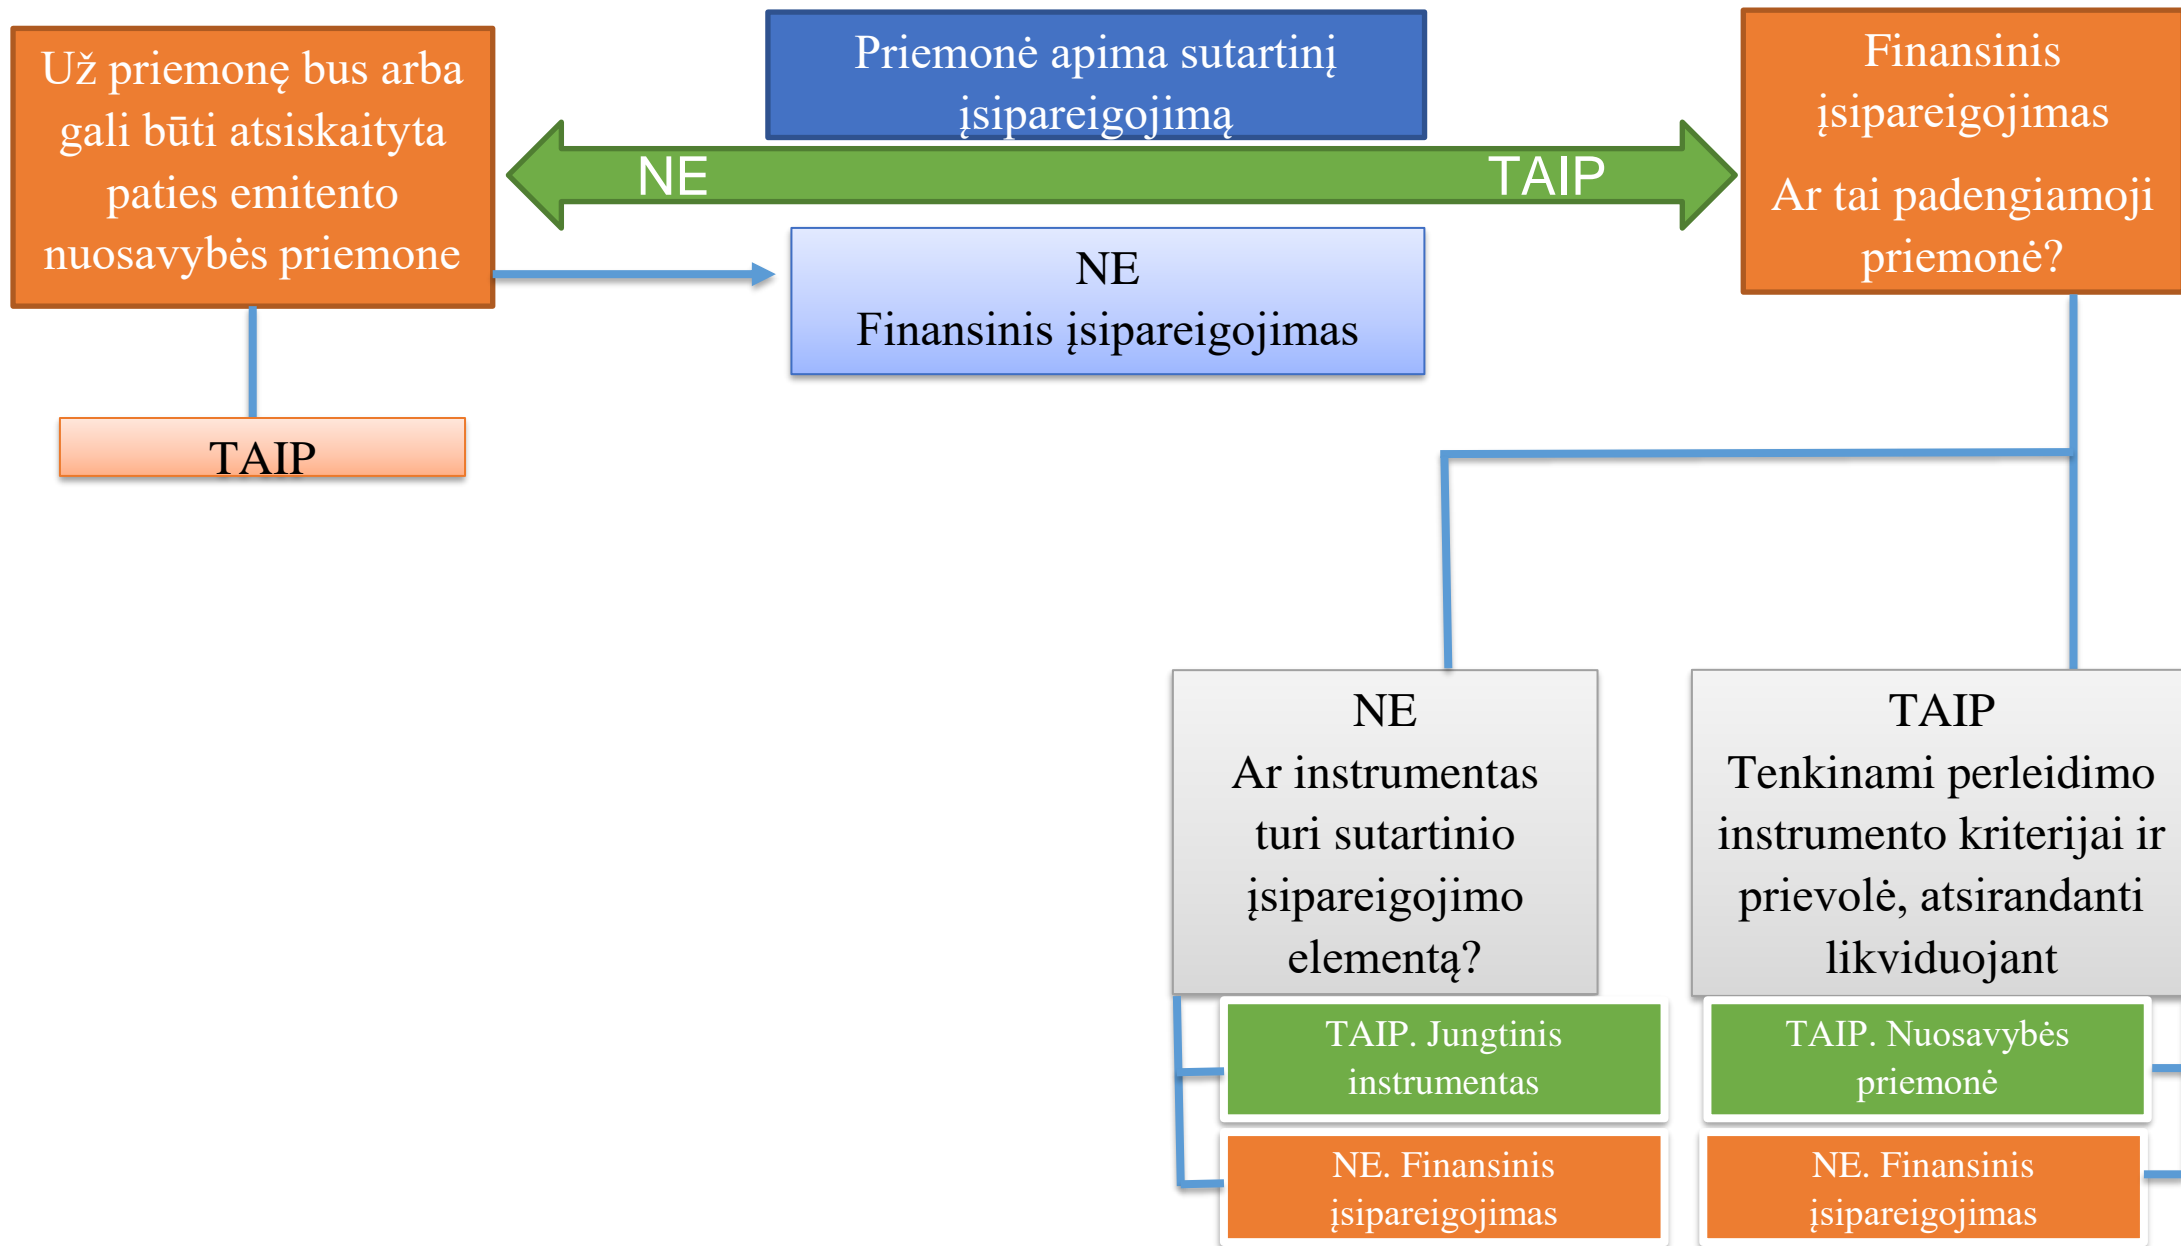 Už priemonę bus arba
gali būti atsiskaityta
paties emitento
nuosavybės priemone
Priemonė apima sutartinį
įsipareigojimą
Finansinis
įsipareigojimas
Ar tai padengiamoji
priemonė?
NE
TAIP
NE
Finansinis įsipareigojimas
TAIP
NE
Ar instrumentas
turi sutartinio
įsipareigojimo
elementą?
TAIP
Tenkinami perleidimo
instrumento kriterijai ir
prievolė, atsirandanti
likviduojant
TAIP. Jungtinis
instrumentas
TAIP. Nuosavybės
priemonė
NE. Finansinis
įsipareigojimas
NE. Finansinis
įsipareigojimas